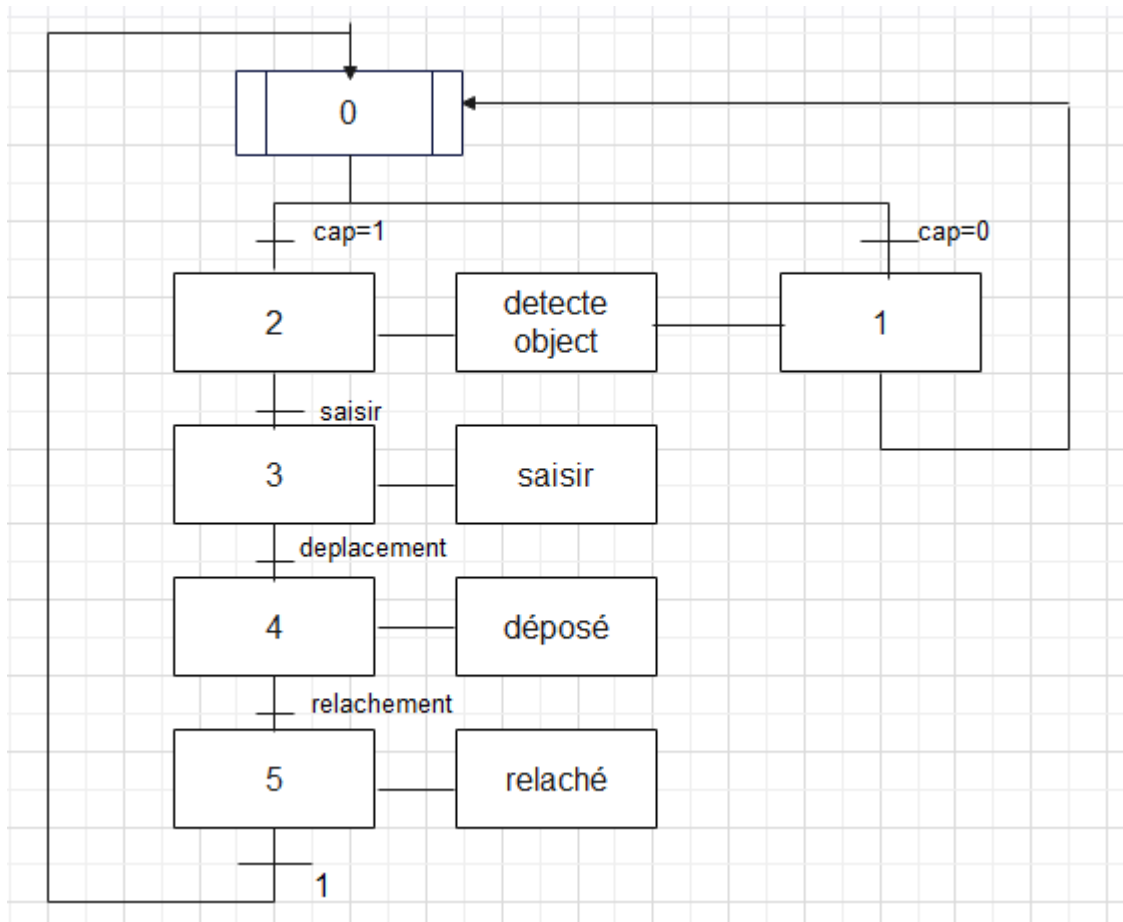 0
cap=1
cap=0
2
detecte
object
1
saisir
3
saisir
deplacement
4
déposé
relachement
5
relaché
1